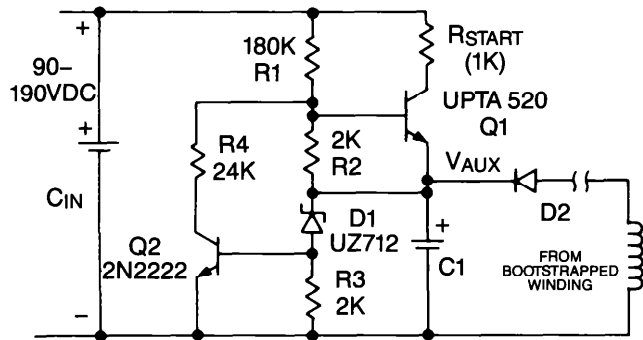 +
90–
190VDC
+
CIN
–
180K
R1
RSTART
(1K)
UPTA 520
Q1
R4
24K
2K
R2
VAUX
D2
Q2
2N2222
D1
UZ712
+
C1
R3
2K
FROM
BOOTSTRAPPED
WINDING